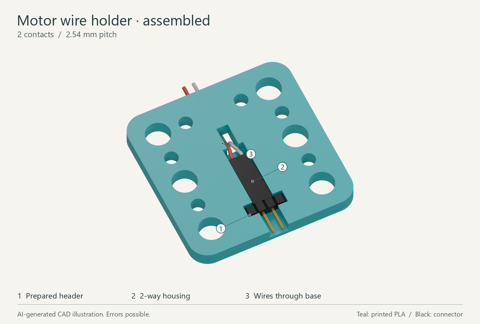 Motor wire holder · assembled
2 contacts / 2.54 mm pitch
3
2
1
1 Prepared header
2 2-way housing
3 Wires through base
AI-generated CAD illustration. Errors possible.
Teal: printed PLA / Black: connector